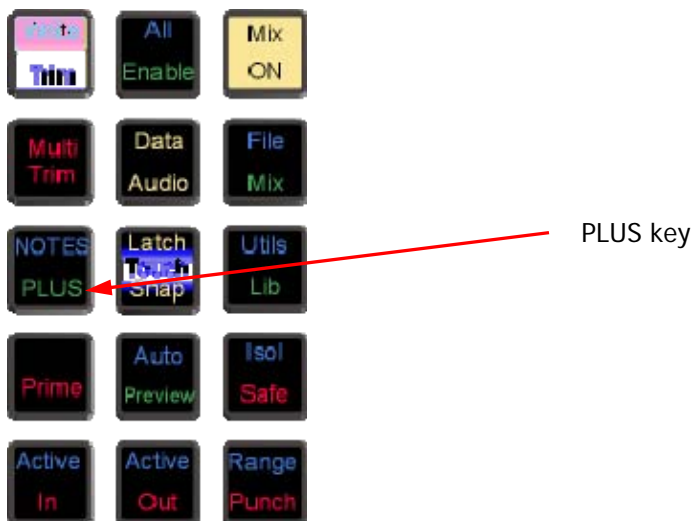 Write
Trim
All
Enable
Mix
ON
Multi
Trim
Data
Audio
File
Mix
NOTES
PLUS
Latch
Touch
Snap
Utils
Lib
PLUS key
Prime
Auto
Preview
Isol
Safe
Active
In
Active
Out
Range
Punch